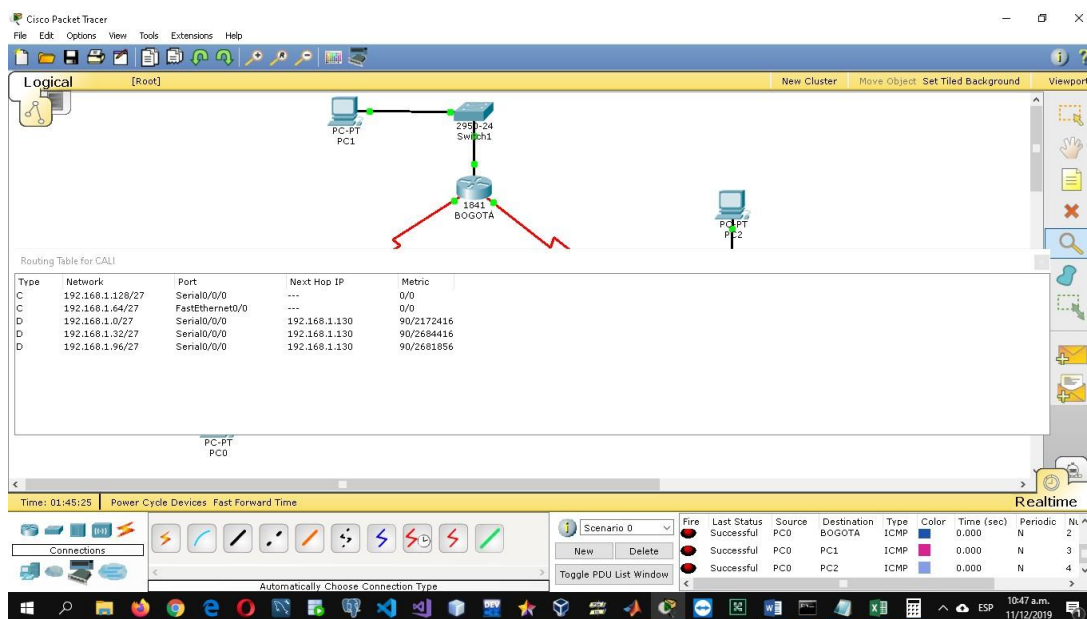 Cisco Packet Tracer
File Edit Options View Tools Extensions Help
Logical [Root] New Cluster Move Object Set Tiled Background Viewport
PC-PT
PC1
2950-24
Switch1
1841
BOGOTÁ
PC-PT
PC2
Routing Table for CALI
Type Network Port Next Hop IP Metric
C 192.168.1.128/27 Serial0/0/0 --- 0/0
C 192.168.1.64/27 FastEthernet0/0 --- 0/0
D 192.168.1.0/27 Serial0/0/0 192.168.1.130 90/2172416
D 192.168.1.32/27 Serial0/0/0 192.168.1.130 90/2684416
D 192.168.1.96/27 Serial0/0/0 192.168.1.130 90/2681856
PC-PT
PC0
Time: 01:45:25 Power Cycle Devices Fast Forward Time Realtime
Connections
Automatically Choose Connection Type
Scenario 0
New Delete
Toggle PDU List Window
Fire Last Status Source Destination Type Color Time (sec) Periodic
Successful PC0 BOGOTA ICMP 0.000 N 2
Successful PC0 PC1 ICMP 0.000 N 3
Successful PC0 PC2 ICMP 0.000 N 4
ESP
10:47 a.m.
11/12/2019